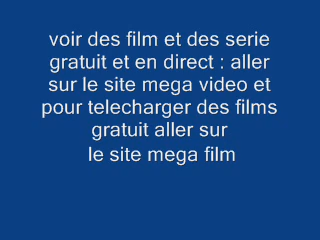 voir des film et des serie
gratuit et en direct : aller
sur le site mega video et
pour telecharger des films
gratuit aller sur
le site mega film